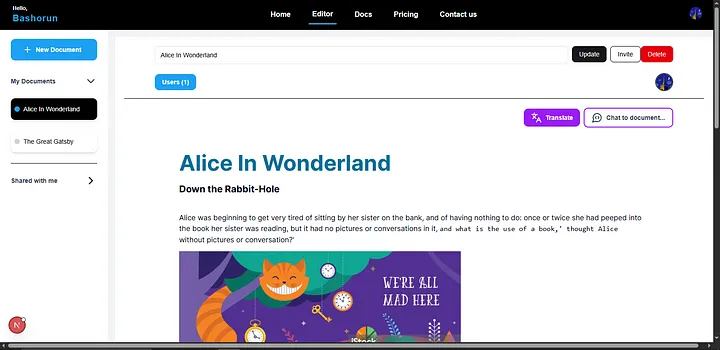 Hello,
Bashorun
Home Editor Docs Pricing Contact us
+ New Document
My Documents
Alice In Wonderland
The Great Gatsby
Shared with me
Alice In Wonderland
Update
Invite
Delete
Users (1)
Translate
Chat to document...
Alice In Wonderland
Down the Rabbit-Hole
Alice was beginning to get very tired of sitting by her sister on the bank, and of having nothing to do: once or twice she had peeped into
the book her sister was reading, but it had no pictures or conversations in it, and what is the use of a book,' thought Alice
without pictures or conversation?'
WE'RE ALL
MAD HERE
iStock
N